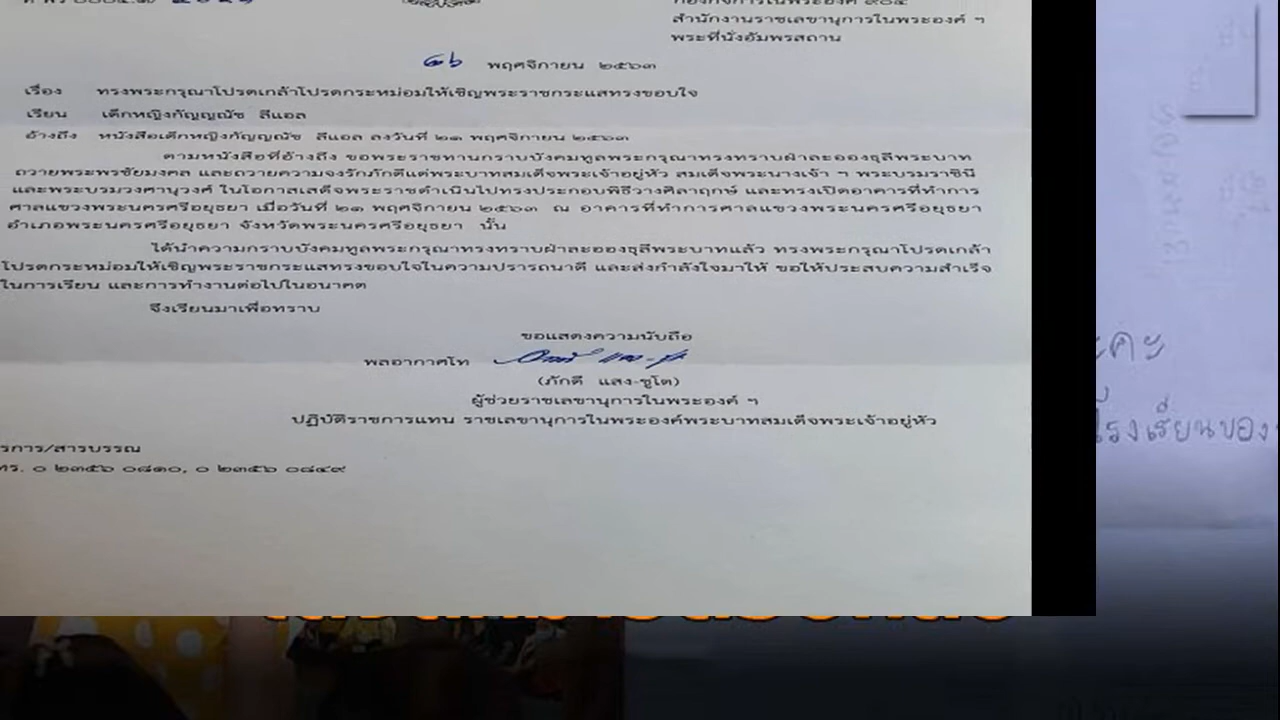 สำนักงานราชเลขานุการในพระองค์ ฯ
พระที่นั่งอัมพรสถาน
๒๖ พฤศจิกายน ๒๕๖๓
เรื่อง ทรงพระกรุณาโปรดเกล้าโปรดกระหม่อมให้เชิญพระราชกระแสทรงขอบใจ
เรียน เด็กหญิงกัญญณัช ลีแอล
อ้างถึง หนังสือเด็กหญิงกัญญณัช ลีแอล ลงวันที่ ๒๑ พฤศจิกายน ๒๕๖๓
ตามหนังสือที่อ้างถึง ขอพระราชทานกราบบังคมทูลพระกรุณาทรงทราบฝ่าละอองธุลีพระบาท
ถวายพระพรชัยมงคล และถวายความจงรักภักดีแด่พระบาทสมเด็จพระเจ้าอยู่หัว สมเด็จพระนางเจ้า ฯ พระบรมราชินี
และพระบรมวงศานุวงศ์ ในโอกาสเสด็จพระราชดำเนินไปทรงประกอบพิธีวางศิลาฤกษ์ และทรงเปิดอาคารที่ทำการ
ศาลแขวงพระนครศรีอยุธยา เมื่อวันที่ ๒๑ พฤศจิกายน ๒๕๖๓ ณ อาคารที่ทำการศาลแขวงพระนครศรีอยุธยา
อำเภอพระนครศรีอยุธยา จังหวัดพระนครศรีอยุธยา นั้น
ได้นำความกราบบังคมทูลพระกรุณาทรงทราบฝ่าละอองธุลีพระบาทแล้ว ทรงพระกรุณาโปรดเกล้า
โปรดกระหม่อมให้เชิญพระราชกระแสทรงขอบใจในความปรารถนาดี และส่งกำลังใจมาให้ ขอให้ประสบความสำเร็จ
ในการเรียน และการทำงานต่อไปในอนาคต
จึงเรียนมาเพื่อทราบ
ขอแสดงความนับถือ
พลอากาศโท
(ภักดี แสง-ชูโต)
ผู้ช่วยราชเลขานุการในพระองค์ ฯ
ปฏิบัติราชการแทน ราชเลขานุการในพระองค์พระบาทสมเด็จพระเจ้าอยู่หัว
รการ/สารบรรณ
ทร. ๐ ๒๓๕๖ ๐๘๑๐, ๐ ๒๓๕๖ ๐๘๔๙
ะคะ
โรงเรียนของ